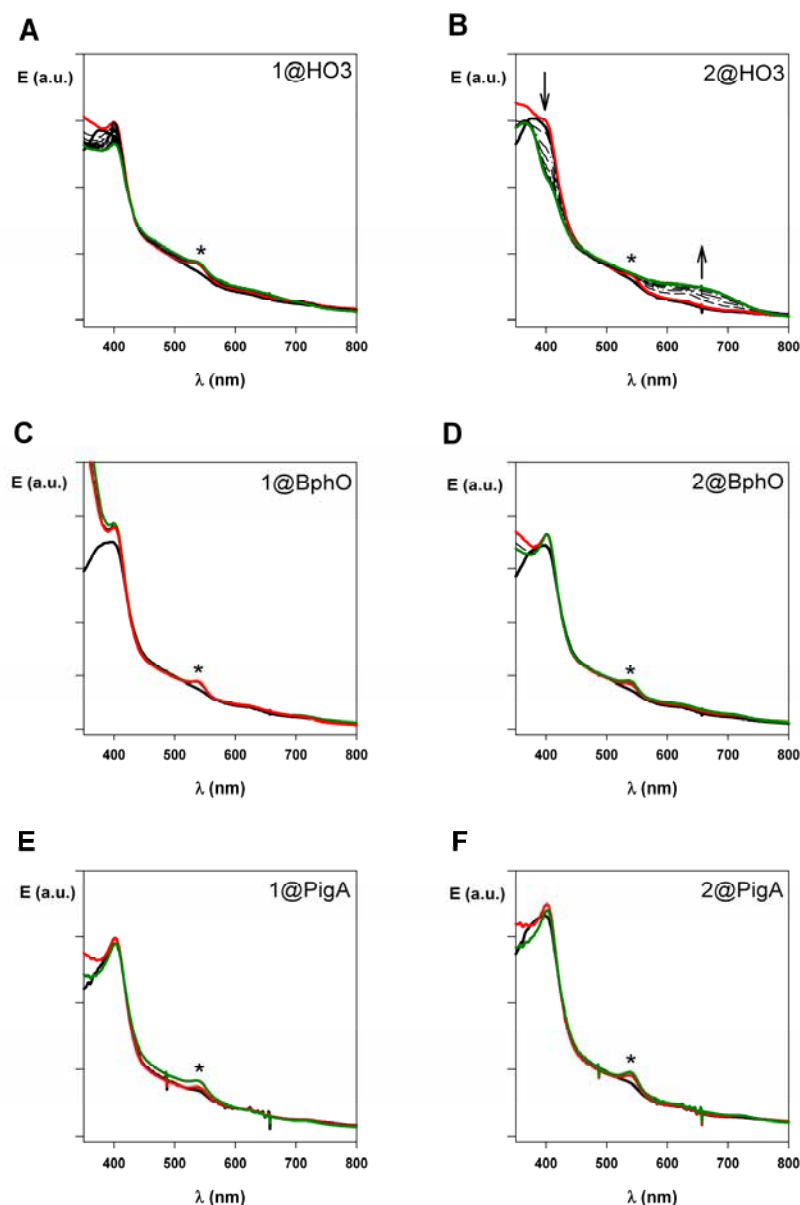 A
1@HO3
E (a.u.)
*
400 500 600 700 800
λ (nm)
B
2@HO3
E (a.u.)
*
400 500 600 700 800
λ (nm)
C
1@BphO
E (a.u.)
*
400 500 600 700 800
λ (nm)
D
2@BphO
E (a.u.)
*
400 500 600 700 800
λ (nm)
E
1@PigA
E (a.u.)
*
400 500 600 700 800
λ (nm)
F
2@PigA
E (a.u.)
*
400 500 600 700 800
λ (nm)